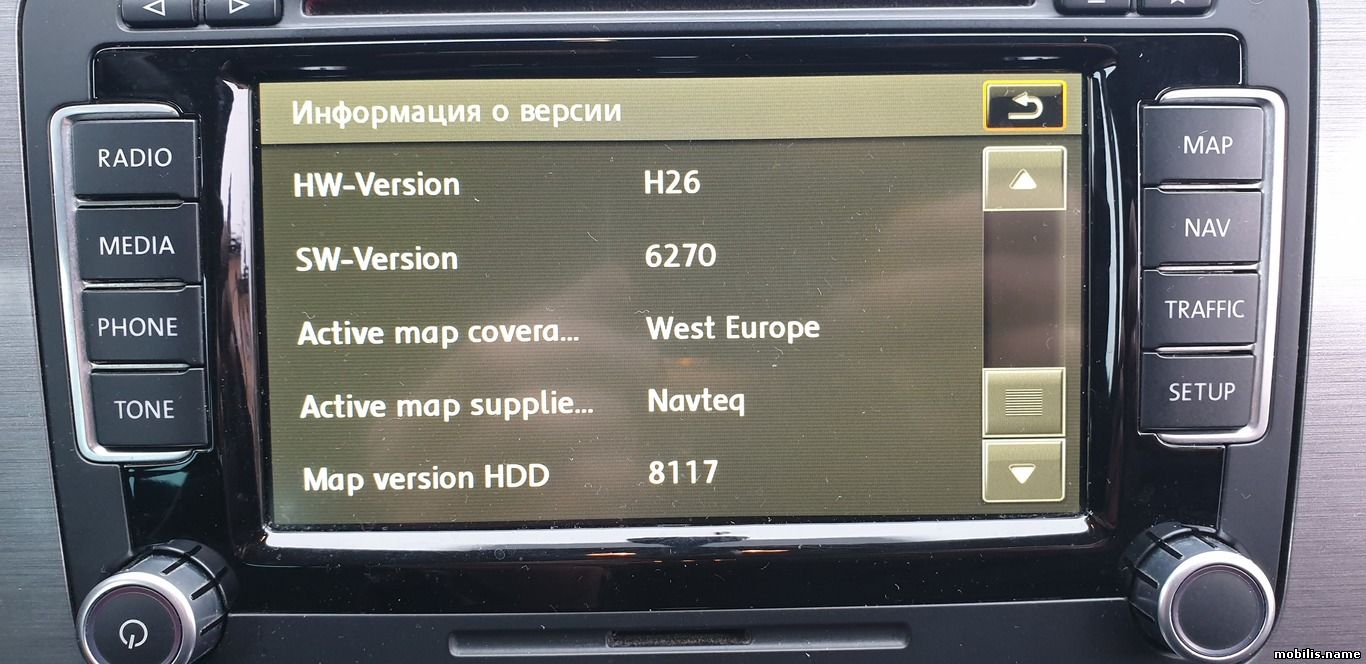 Информация о версии
HW-Version H26
SW-Version 6270
Active map covera... West Europe
Active map supplie... Navteq
Map version HDD 8117
RADIO
MEDIA
PHONE
TONE
MAP
NAV
TRAFFIC
SETUP
mobilis.name